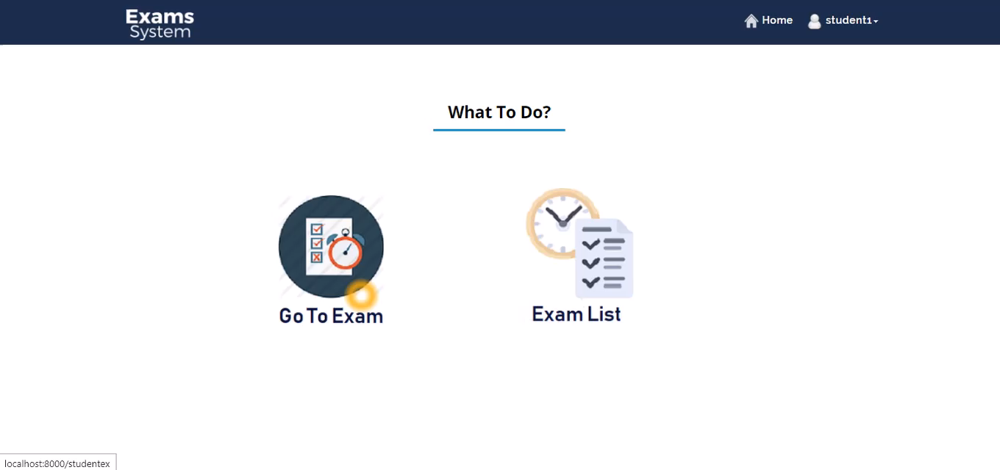 Exams
System
Home
student1
What To Do?
Go To Exam
Exam List
localhost:8000/studentex